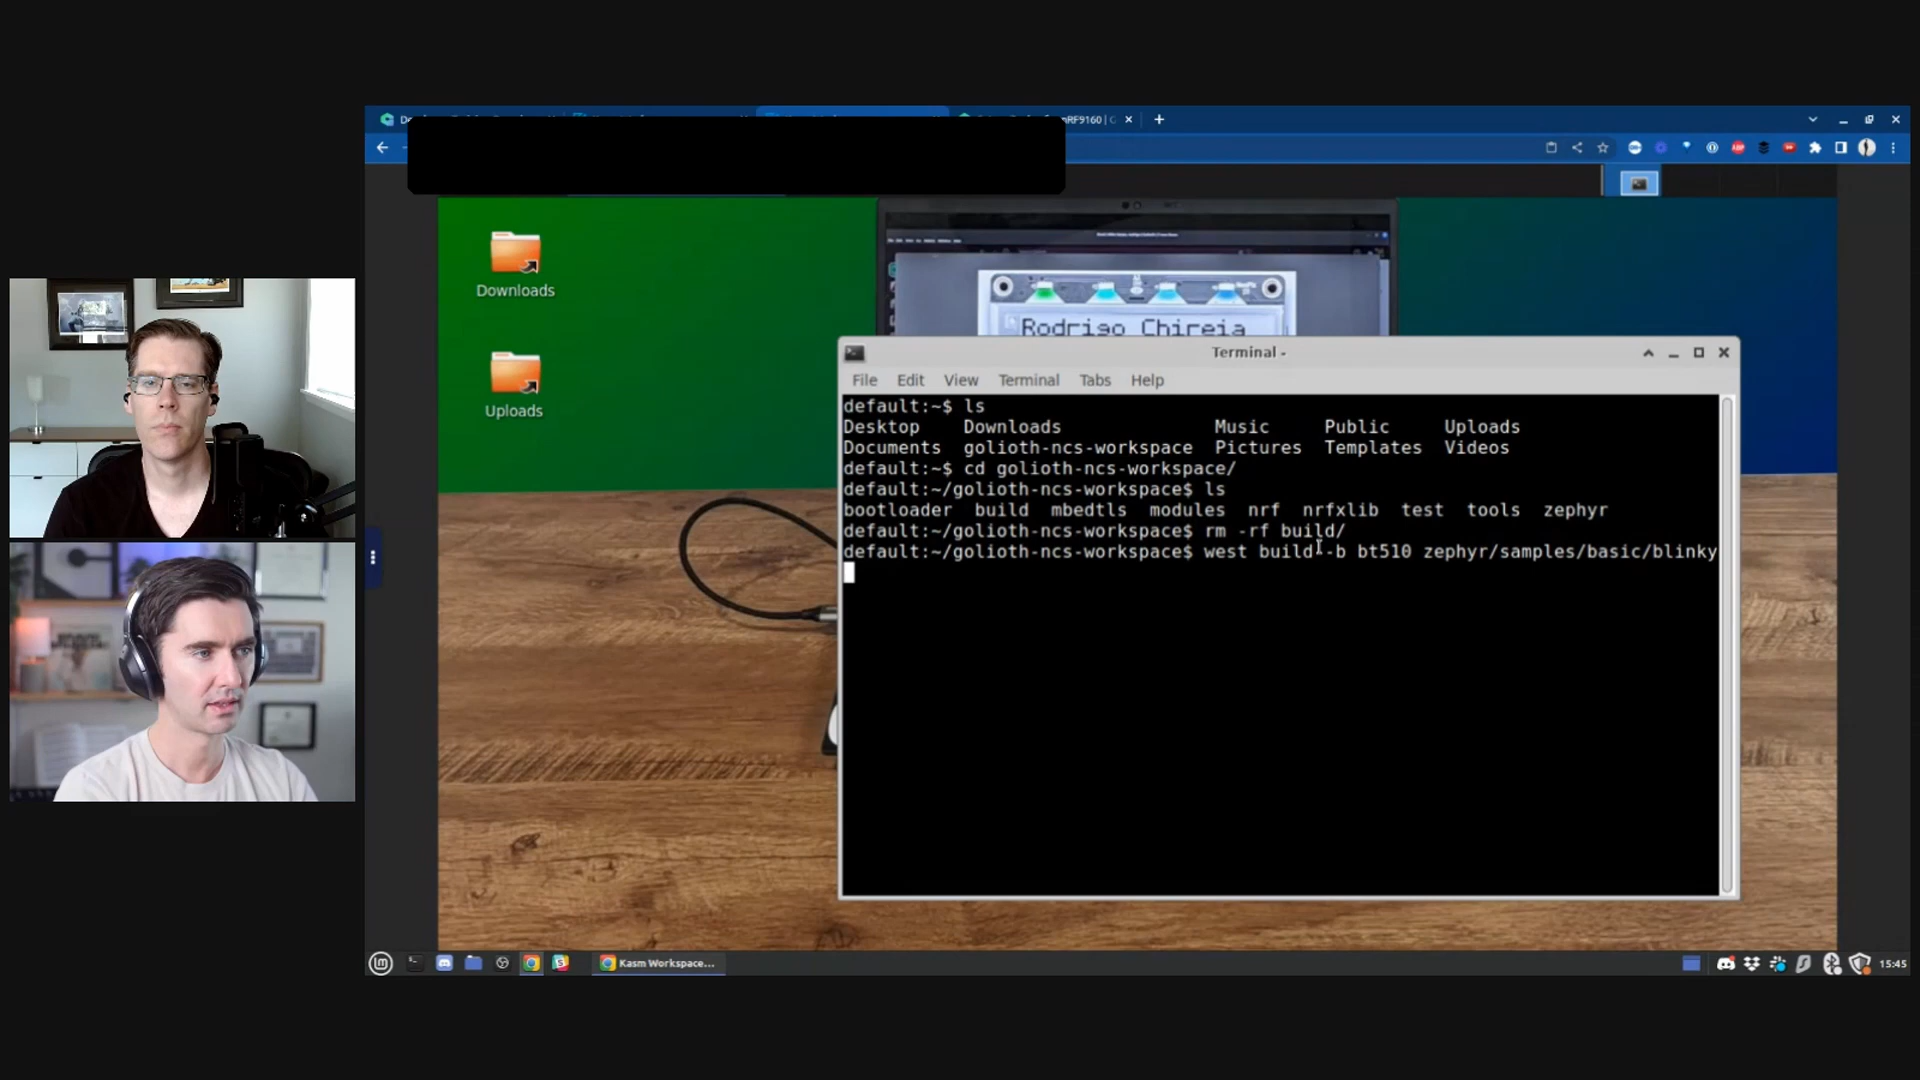 nRF9160 |
Downloads
Uploads
Rodrigo Chireia
Terminal -
File Edit View Terminal Tabs Help
default:~$ ls
Desktop Downloads Music Public Uploads
Documents golioth-ncs-workspace Pictures Templates Videos
default:~$ cd golioth-ncs-workspace/
default:~/golioth-ncs-workspace$ ls
bootloader build mbedtls modules nrf nrfxlib test tools zephyr
default:~/golioth-ncs-workspace$ rm -rf build/
default:~/golioth-ncs-workspace$ west build -b bt510 zephyr/samples/basic/blinky
Kasm Workspace...
15:45